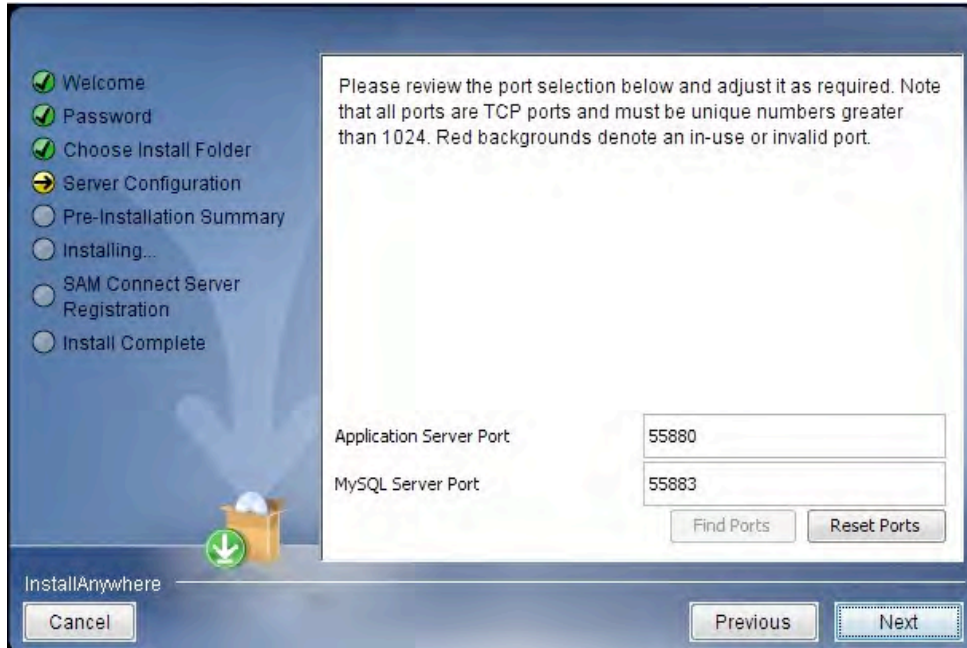 Welcome
Password
Choose Install Folder
Server Configuration
Pre-Installation Summary
Installing...
SAM Connect Server
Registration
Install Complete
Please review the port selection below and adjust it as required. Note
that all ports are TCP ports and must be unique numbers greater
than 1024. Red backgrounds denote an in-use or invalid port.
Application Server Port 55880
MySQL Server Port 55883
Find Ports Reset Ports
InstallAnywhere
Cancel Previous Next